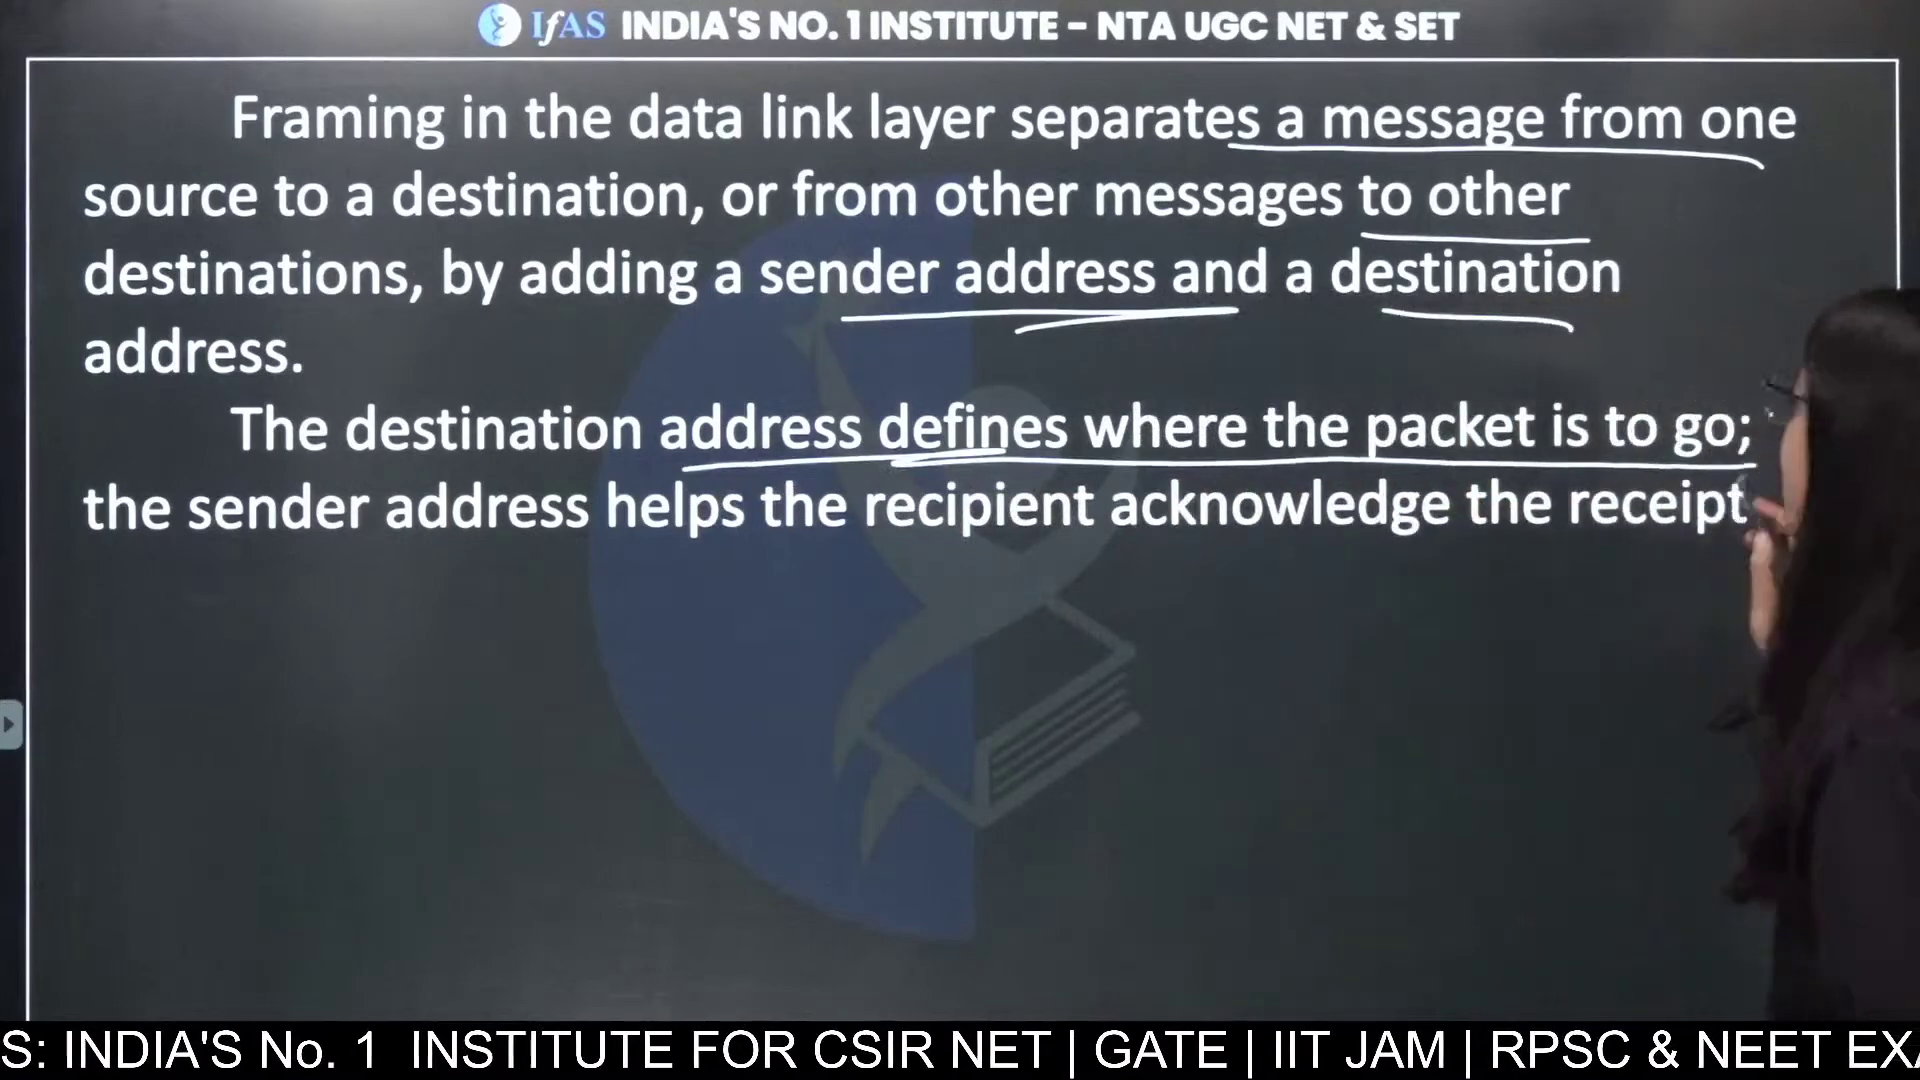 IfAS INDIA'S NO. 1 INSTITUTE - NTA UGC NET & SET
Framing in the data link layer separates a message from one
source to a destination, or from other messages to other
destinations, by adding a sender address and a destination
address.
The destination address defines where the packet is to go;
the sender address helps the recipient acknowledge the receipt
S: INDIA'S No. 1 INSTITUTE FOR CSIR NET | GATE | IIT JAM | RPSC & NEET EXA